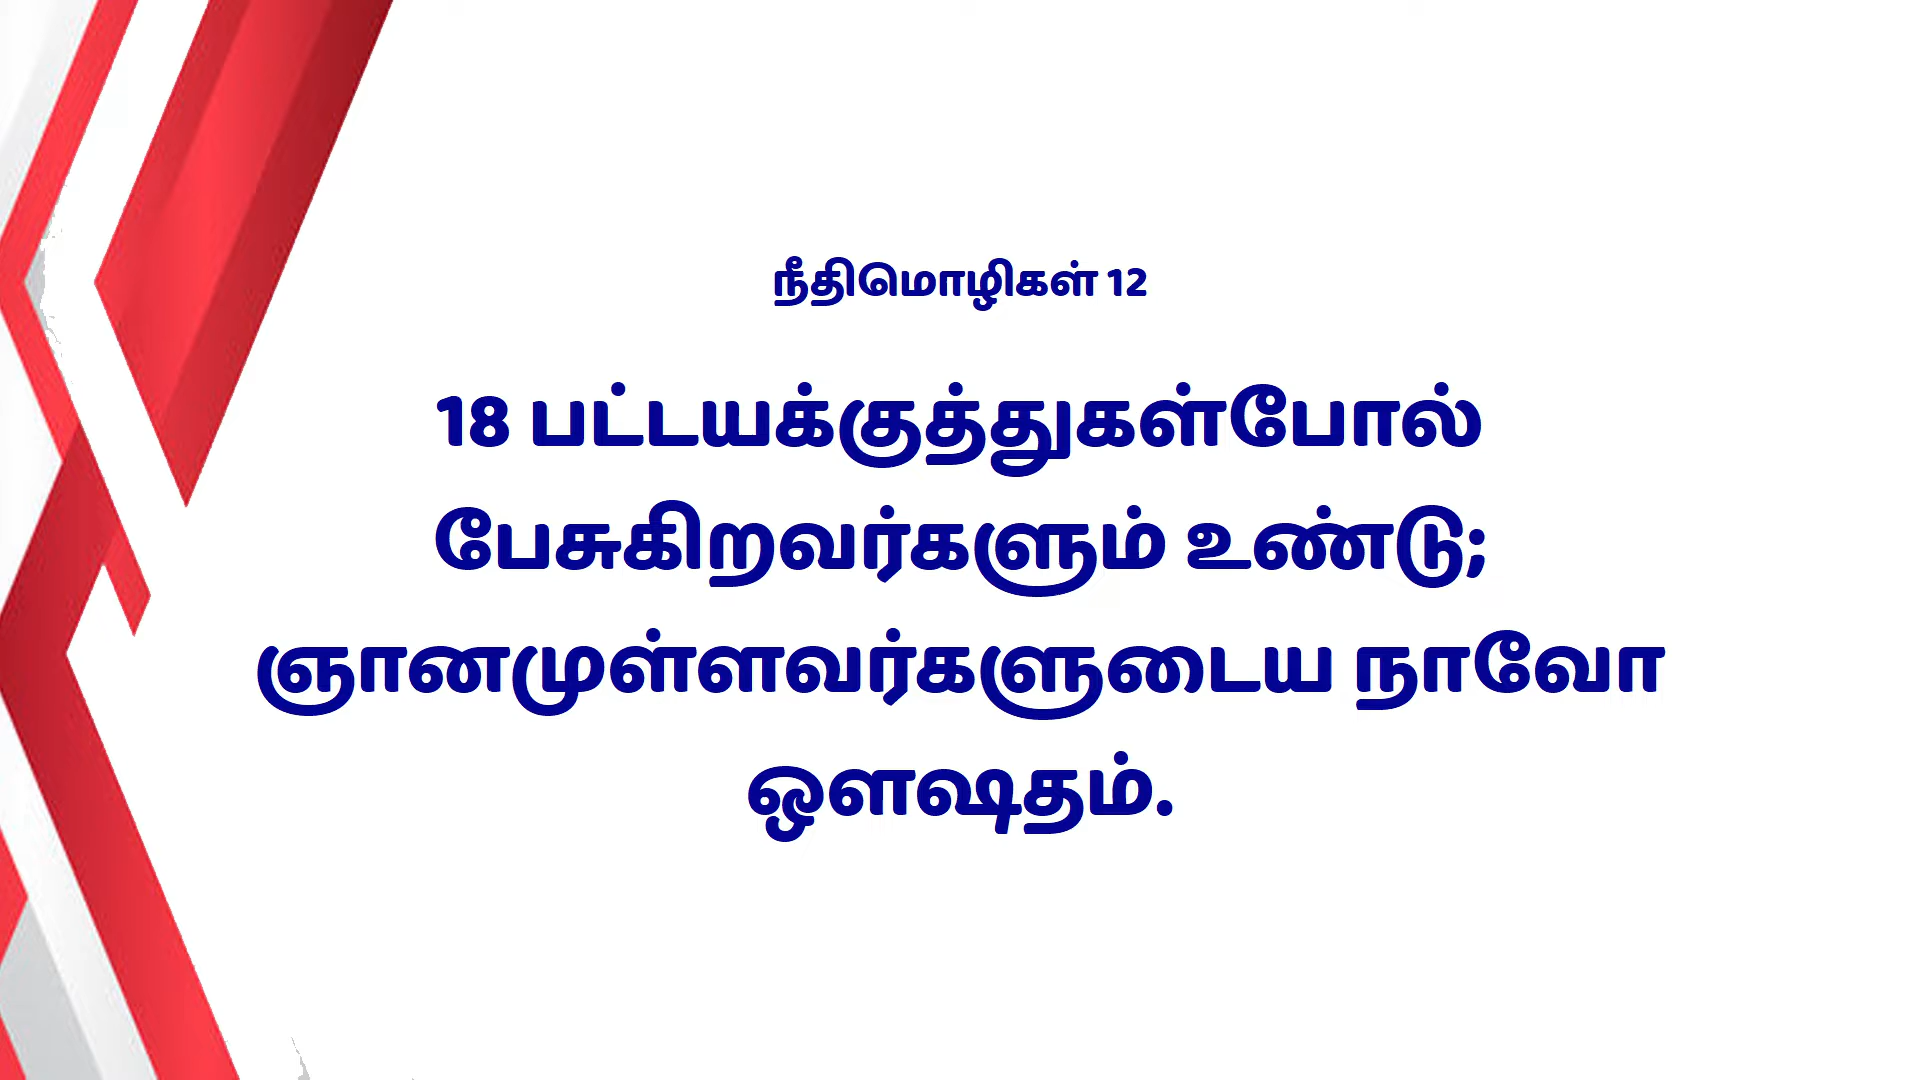 நீதிமொழிகள் 12
18 பட்டயக்குத்துகள்போல்
பேசுகிறவர்களும் உண்டு;
ஞானமுள்ளவர்களுடைய நாவோ
ஔஷதம்.